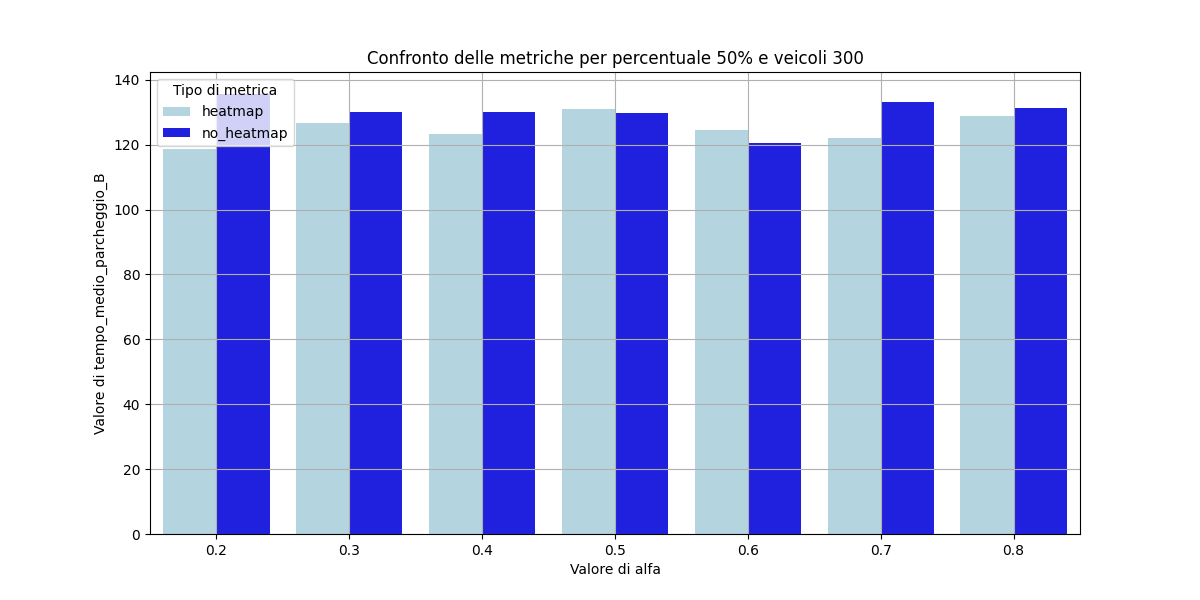 Confronto delle metriche per percentuale 50% e veicoli 300
Tipo di metrica
heatmap
no_heatmap
Valore di tempo_medio_parcheggio_B
140
120
100
80
60
40
20
0
0.2 0.3 0.4 0.5 0.6 0.7 0.8
Valore di alfa